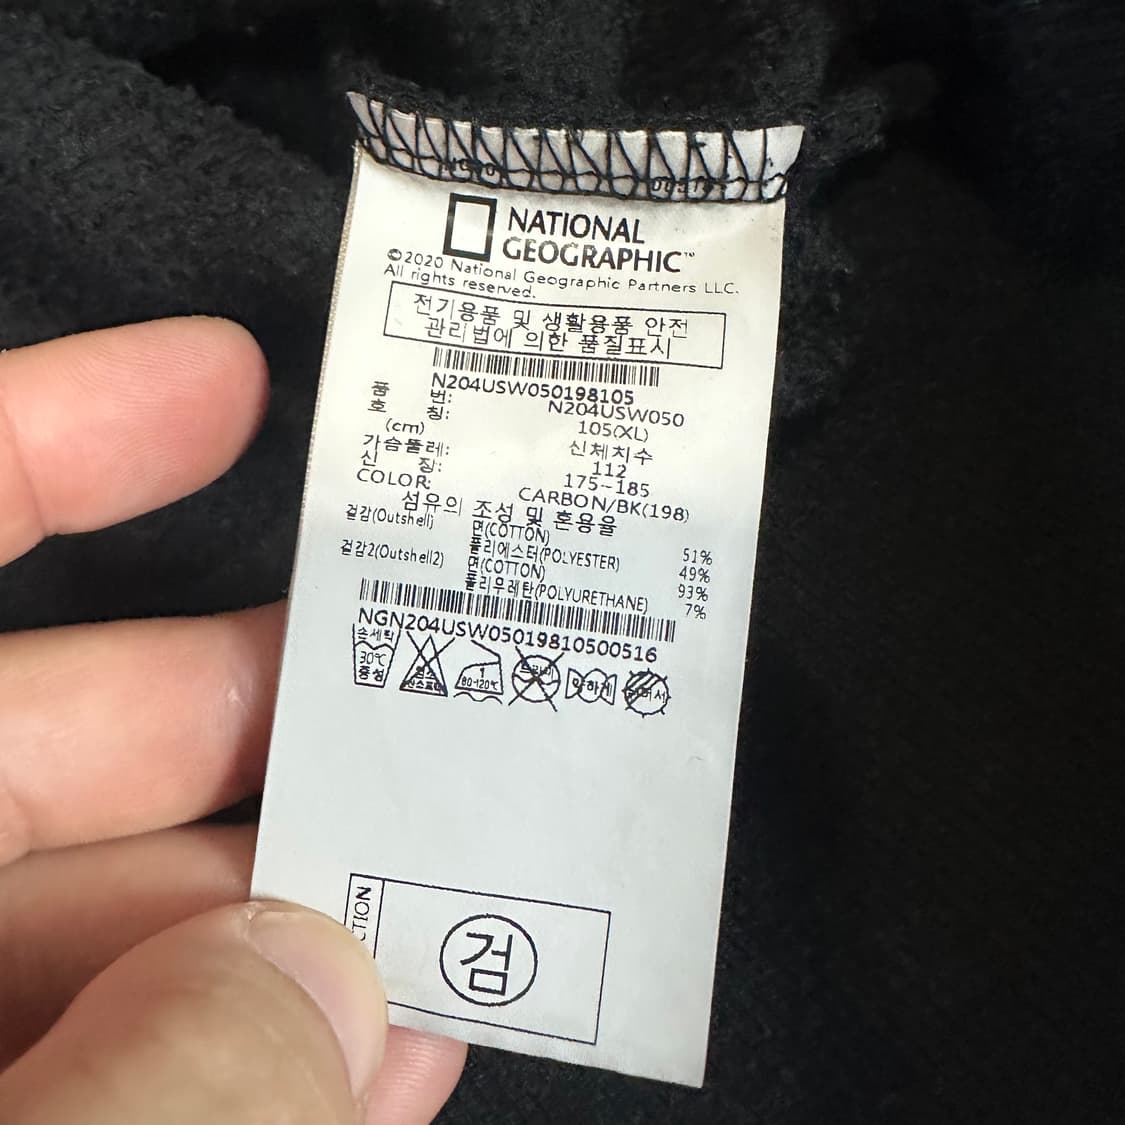 NATIONAL
GEOGRAPHIC™
©2020 National Geographic Partners LLC.
All rights reserved.
전기용품 및 생활용품 안전
관리법에 의한 품질표시
N204USW050198105
품 번: N204USW050
호 칭: 105(XL)
(cm) 신체치수
가슴둘레: 112
신 장: 175~185
COLOR: CARBON/BK(198)
섬유의 조성 및 혼용율
겉감(Outshell) 면(COTTON) 51%
폴리에스터(POLYESTER) 49%
겉감2(Outshell2) 면(COTTON) 93%
폴리우레탄(POLYURETHANE) 7%
NGN204USW05019810500516
손세탁
30℃
중성
80-120℃
약하게
검